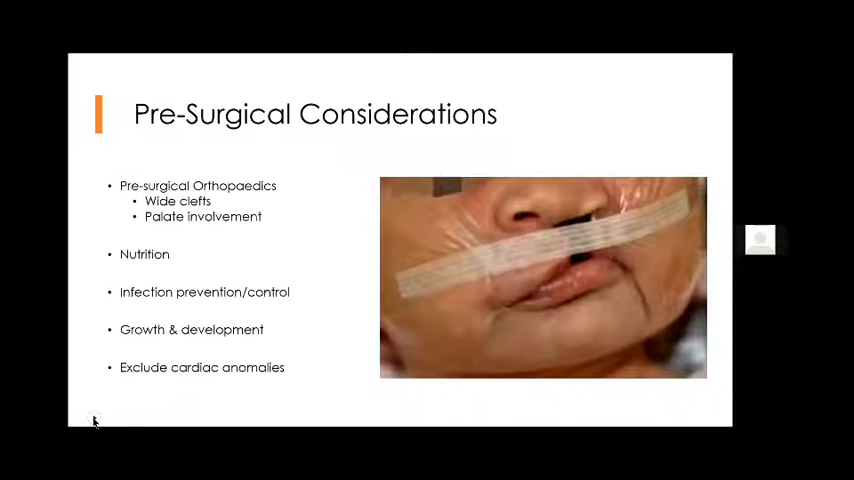 Pre-Surgical Considerations
• Pre-surgical Orthopaedics
• Wide clefts
• Palate involvement
• Nutrition
• Infection prevention/control
• Growth & development
• Exclude cardiac anomalies